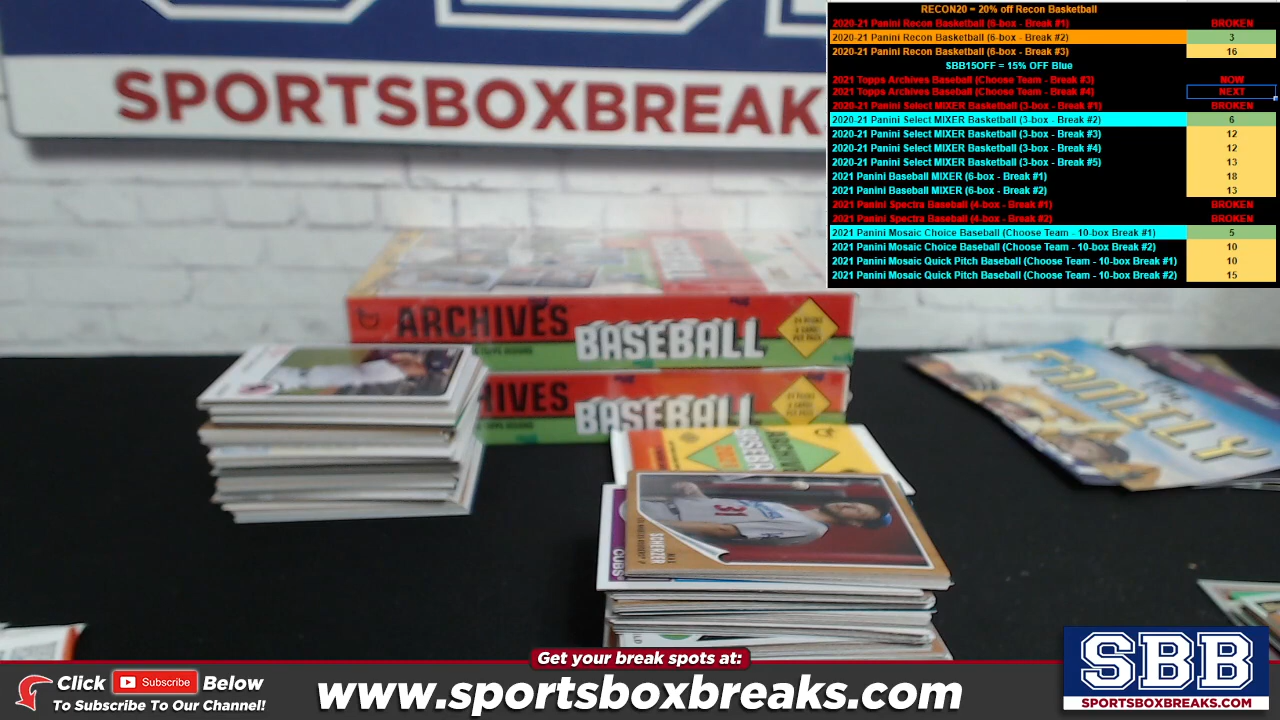 RECON20 = 20% off Recon Basketball
2020-21 Panini Recon Basketball (6-box - Break #1) BROKEN
2020-21 Panini Recon Basketball (6-box - Break #2) 3
2020-21 Panini Recon Basketball (6-box - Break #3) 16
SBB15OFF = 15% OFF Blue
2021 Topps Archives Baseball (Choose Team - Break #3) NOW
2021 Topps Archives Baseball (Choose Team - Break #4) NEXT
2020-21 Panini Select MIXER Basketball (3-box - Break #1) BROKEN
2020-21 Panini Select MIXER Basketball (3-box - Break #2) 6
2020-21 Panini Select MIXER Basketball (3-box - Break #3) 12
2020-21 Panini Select MIXER Basketball (3-box - Break #4) 12
2020-21 Panini Select MIXER Basketball (3-box - Break #5) 13
2021 Panini Baseball MIXER (6-box - Break #1) 18
2021 Panini Baseball MIXER (6-box - Break #2) 13
2021 Panini Spectra Baseball (4-box - Break #1) BROKEN
2021 Panini Spectra Baseball (4-box - Break #2) BROKEN
2021 Panini Mosaic Choice Baseball (Choose Team - 10-box Break #1) 5
2021 Panini Mosaic Choice Baseball (Choose Team - 10-box Break #2) 10
2021 Panini Mosaic Quick Pitch Baseball (Choose Team - 10-box Break #1) 10
2021 Panini Mosaic Quick Pitch Baseball (Choose Team - 10-box Break #2) 15
SPORTSBOXBREAKS
ARCHIVES
BASEBALL
BASEBALL
THE
FAMILY
ARCHIVES
BASEBALL
2021
MAX
SCHERZER
CUBS
Get your break spots at:
Click Subscribe Below
To Subscribe To Our Channel!
www.sportsboxbreaks.com
SBB
SPORTSBOXBREAKS.COM